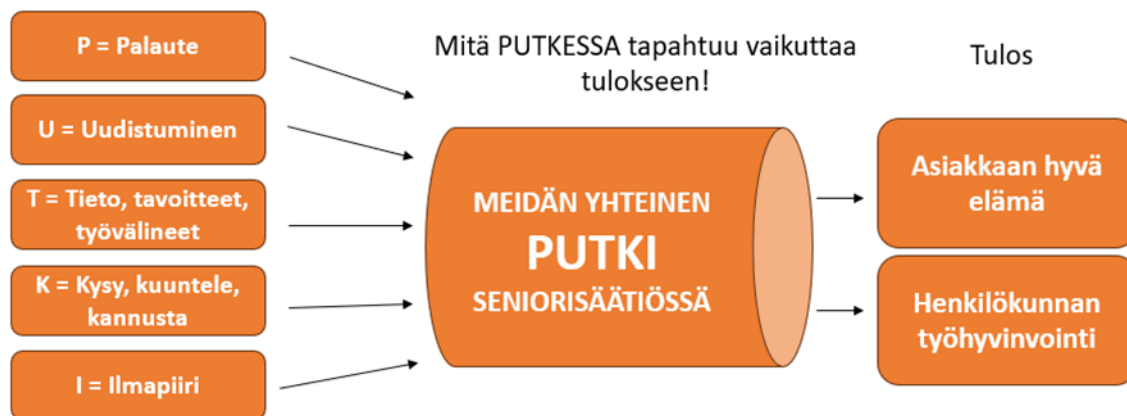 P = Palaute
U = Uudistuminen
T = Tieto, tavoitteet,
työvälineet
K = Kysy, kuuntele,
kannusta
I = Ilmapiiri
Mitä PUTKESSA tapahtuu vaikuttaa
tulokseen!
MEIDÄN YHTEINEN
PUTKI
SENIORISÄÄTIÖSSÄ
Tulos
Asiakkaan hyvä
elämä
Henkilökunnan
työhyvinvointi